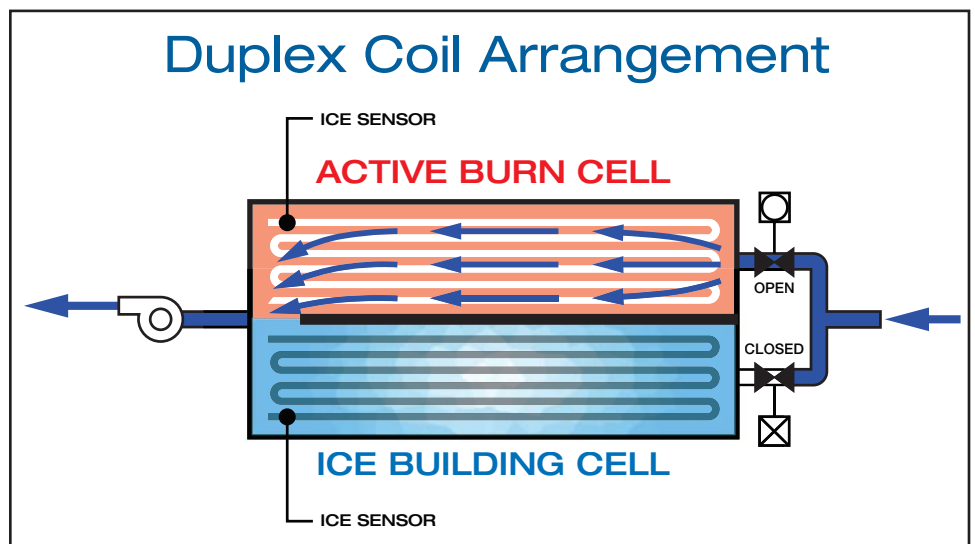 Duplex Coil Arrangement
ICE SENSOR
ACTIVE BURN CELL
OPEN
CLOSED
ICE BUILDING CELL
ICE SENSOR